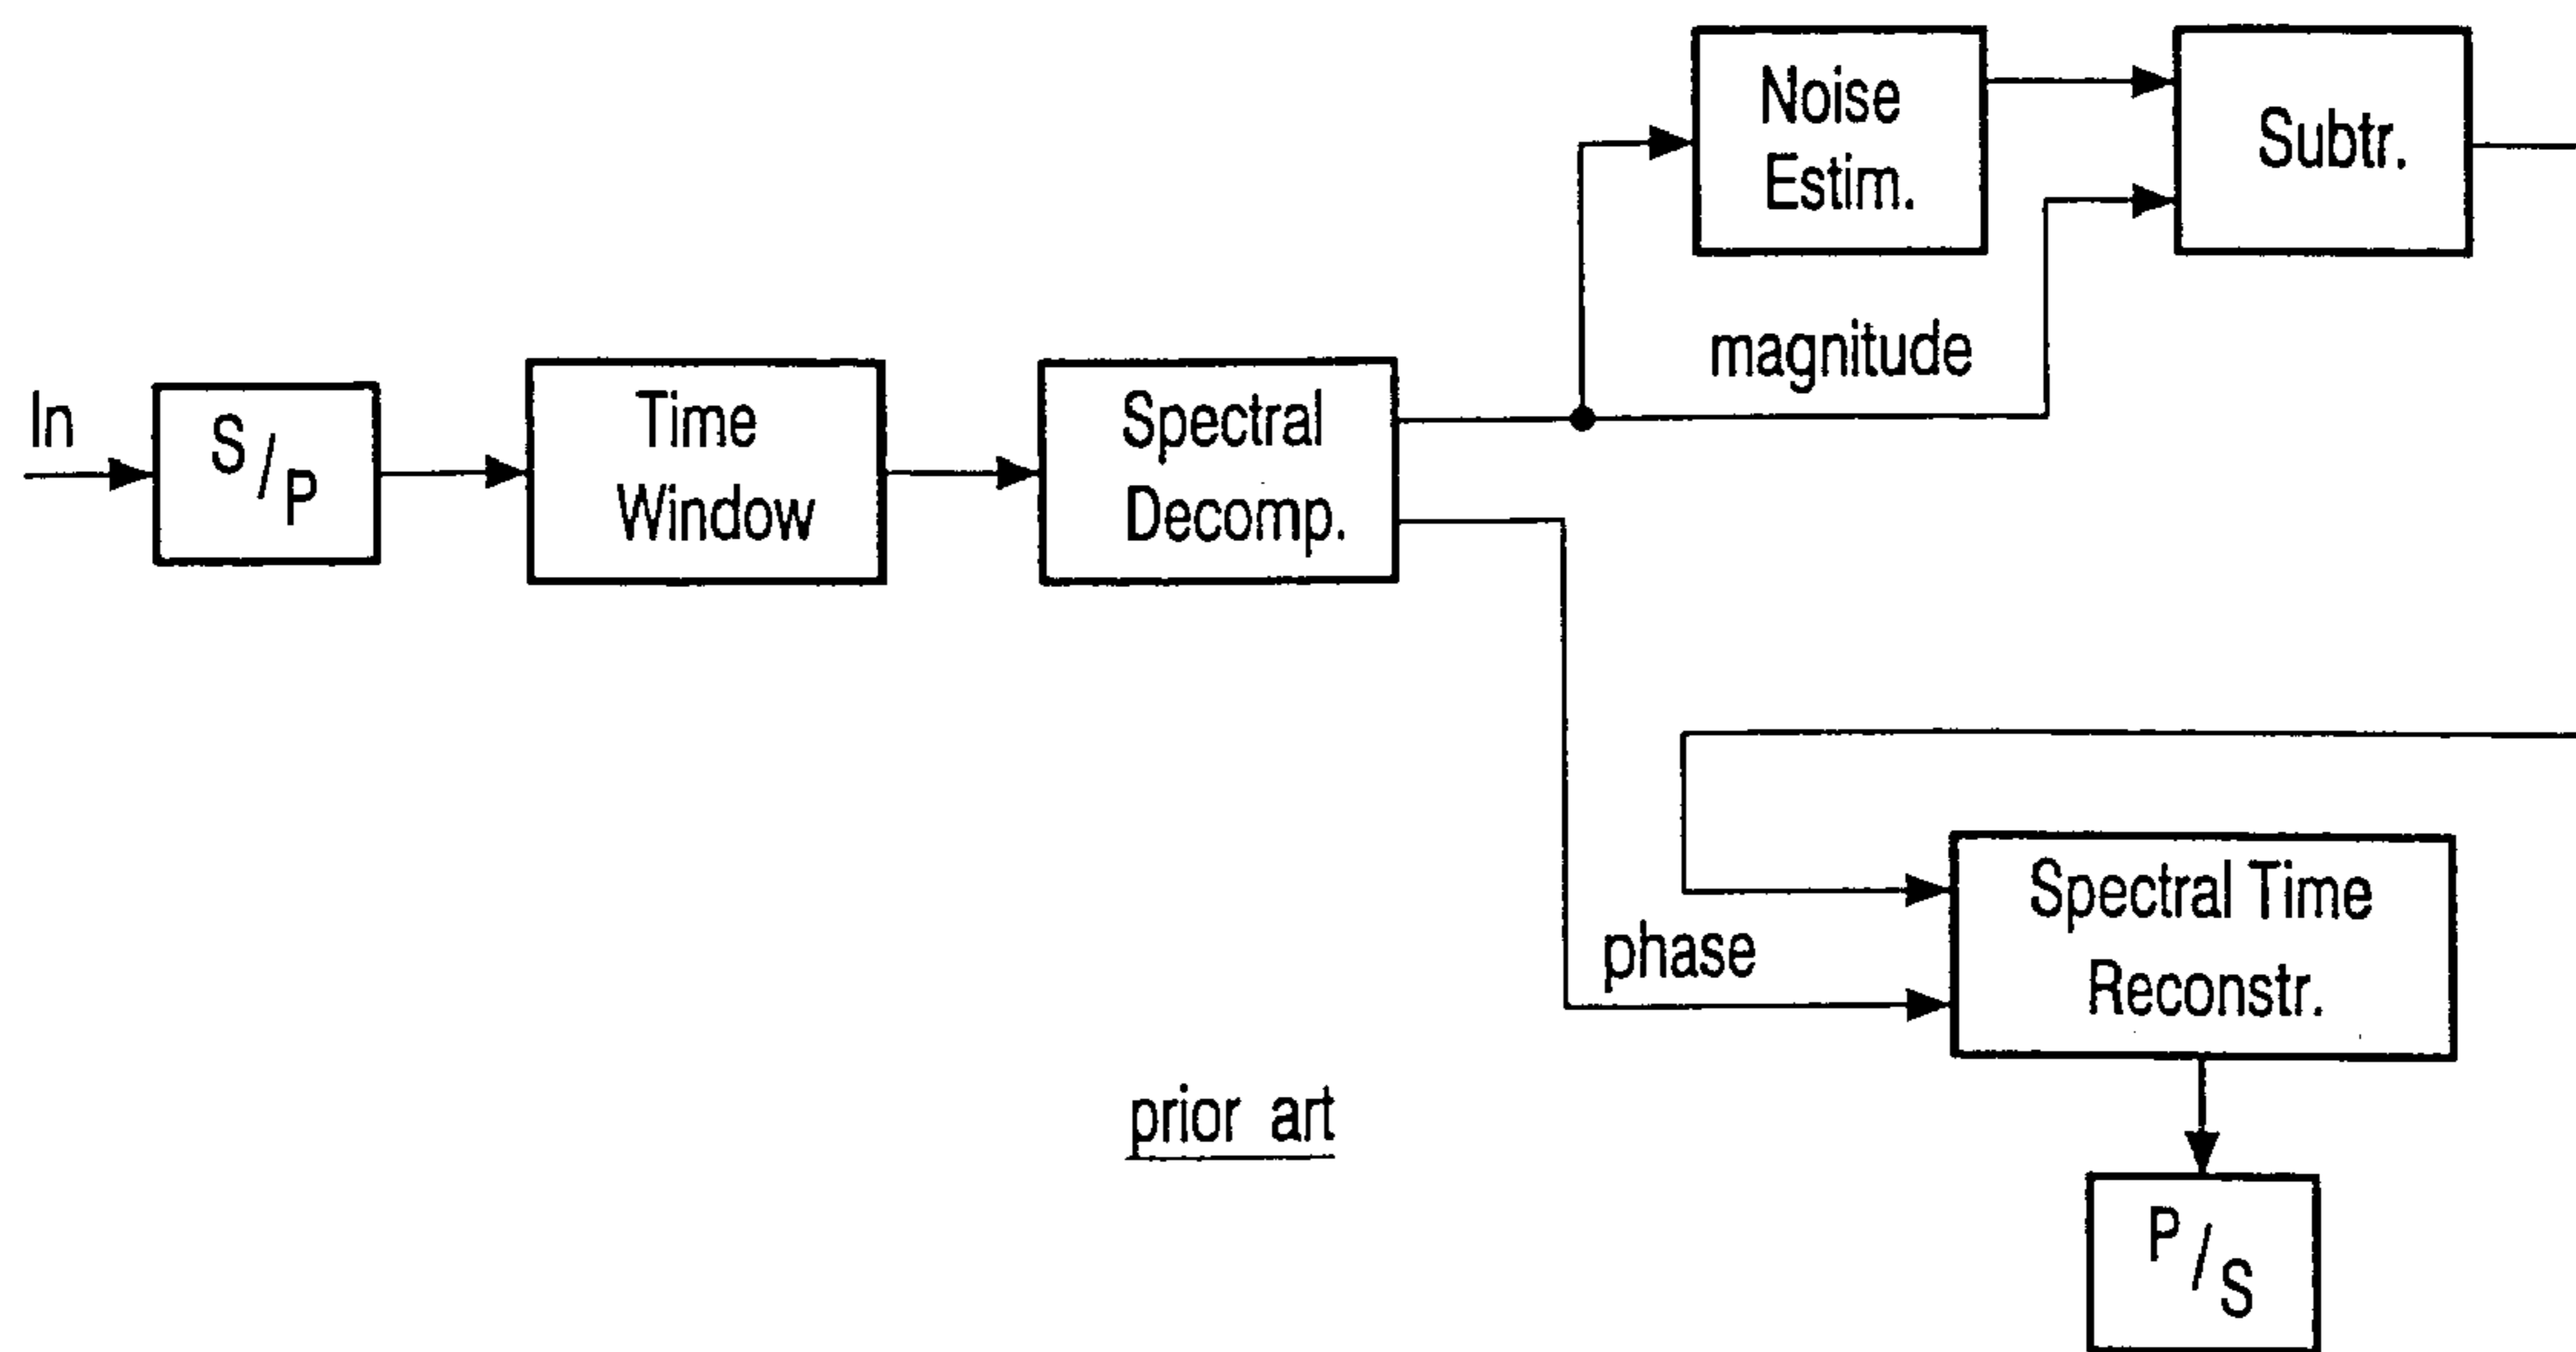 In
S/P
Time
Window
Spectral
Decomp.
Noise
Estim.
Subtr.
magnitude
phase
Spectral Time
Reconstr.
P/S
prior art